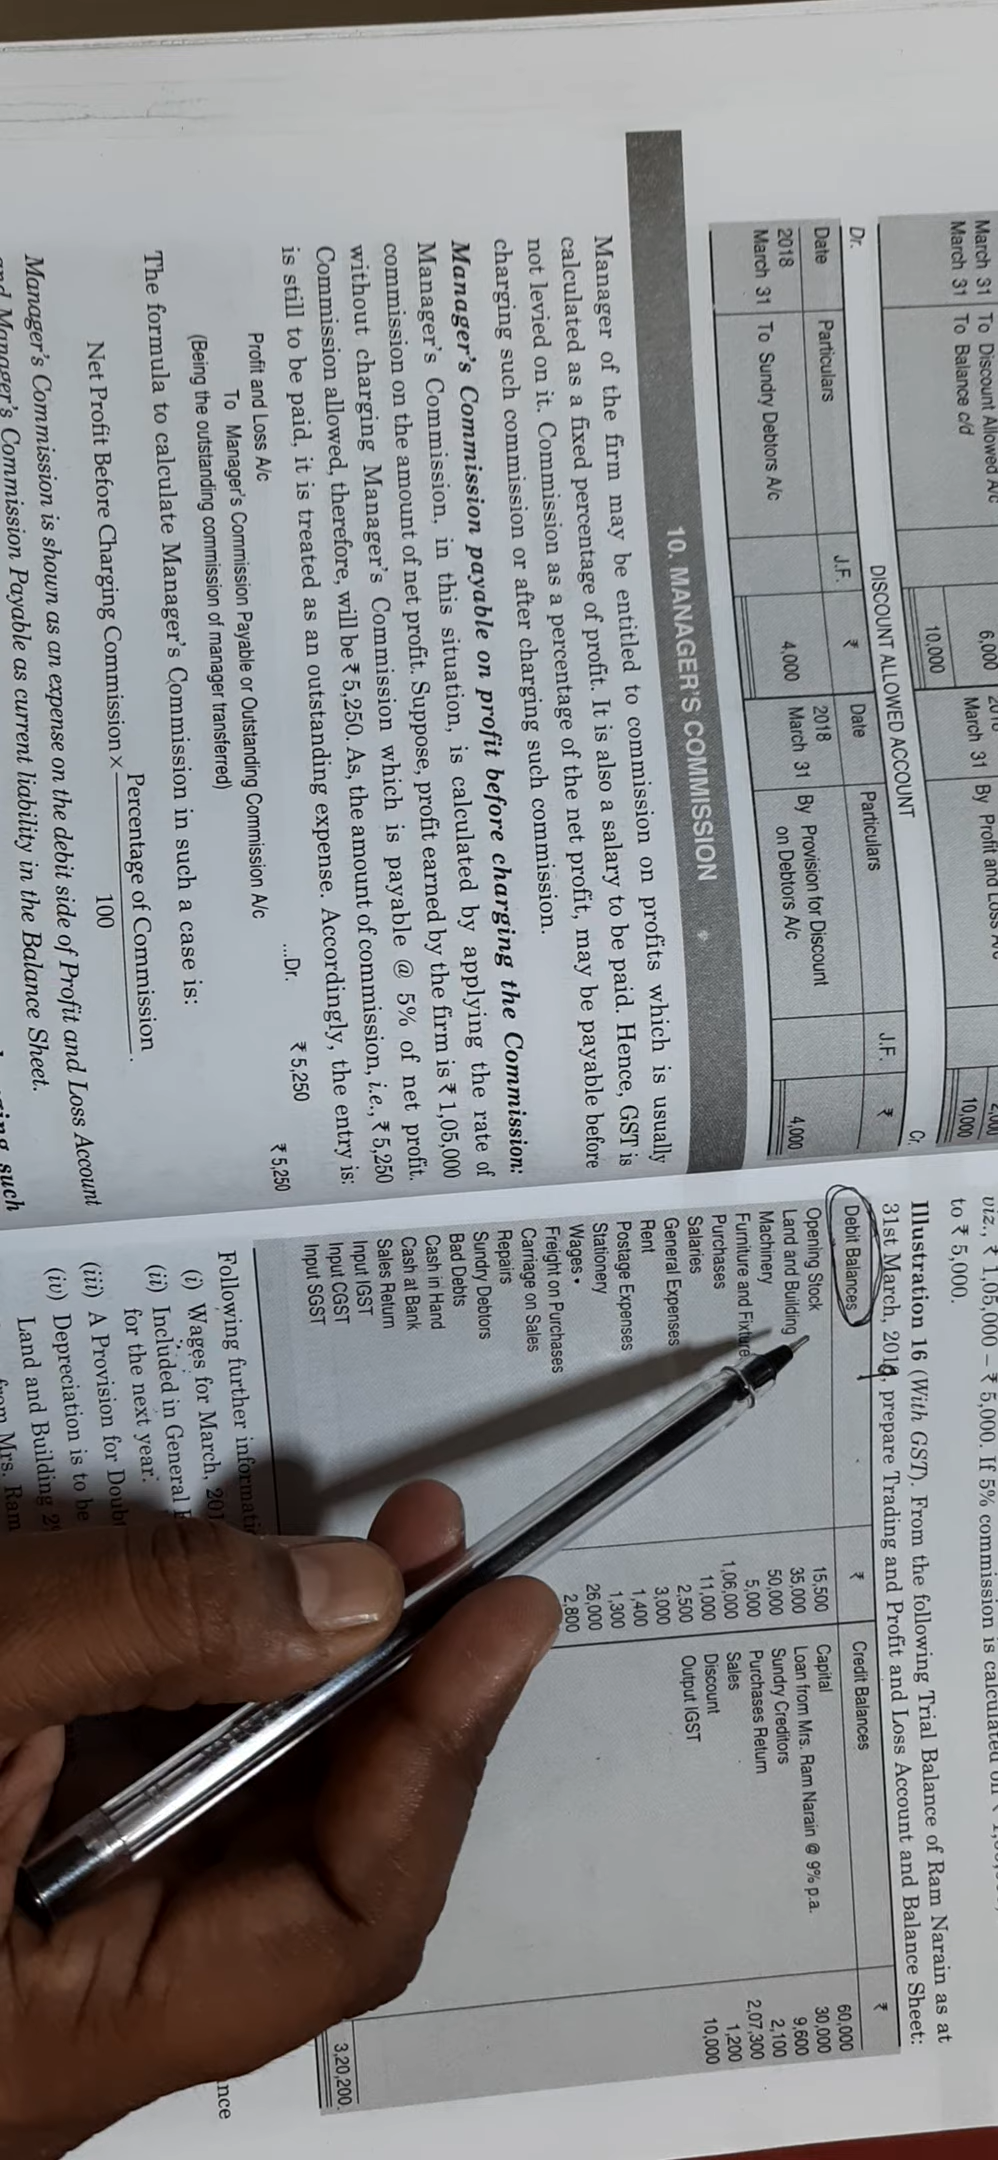 March 31 To Discount Allowed A/c 6,000 March 31 By Profit and Loss A/c
March 31 To Balance c/d
10,000 10,000
DISCOUNT ALLOWED ACCOUNT
Dr. Cr.
Date Particulars J.F. ₹ Date Particulars J.F. ₹
2018 2018
March 31 To Sundry Debtors A/c 4,000 March 31 By Provision for Discount
on Debtors A/c 4,000
10. MANAGER'S COMMISSION
Manager of the firm may be entitled to commission on profits which is usually
calculated as a fixed percentage of profit. It is also a salary to be paid. Hence, GST is
not levied on it. Commission as a percentage of the net profit, may be payable before
charging such commission or after charging such commission.
Manager's Commission payable on profit before charging the Commission:
Manager's Commission, in this situation, is calculated by applying the rate of
commission on the amount of net profit. Suppose, profit earned by the firm is ₹ 1,05,000
without charging Manager's Commission which is payable @ 5% of net profit.
Commission allowed, therefore, will be ₹ 5,250. As, the amount of commission, i.e., ₹ 5,250
is still to be paid, it is treated as an outstanding expense. Accordingly, the entry is:
Profit and Loss A/c ...Dr. ₹ 5,250
To Manager's Commission Payable or Outstanding Commission A/c ₹ 5,250
(Being the outstanding commission of manager transferred)
The formula to calculate Manager's Commission in such a case is:
Net Profit Before Charging Commission × Percentage of Commission
100 .
Manager's Commission is shown as an expense on the debit side of Profit and Loss Account
and Manager's Commission Payable as current liability in the Balance Sheet.
such
viz., ₹ 1,05,000 – ₹ 5,000. If 5% commission is calculated on
to ₹ 5,000.
Illustration 16 (With GST). From the following Trial Balance of Ram Narain as at
31st March, 2019, prepare Trading and Profit and Loss Account and Balance Sheet:
Debit Balances ₹ Credit Balances ₹
Opening Stock 15,500 Capital 60,000
Land and Building 35,000 Loan from Mrs. Ram Narain @ 9% p.a. 30,000
Machinery 50,000 Sundry Creditors 9,600
Furniture and Fixture 5,000 Purchases Return 2,100
Purchases 1,06,000 Sales 2,07,300
Salaries 11,000 Discount 1,200
General Expenses 2,500 Output IGST 10,000
Rent 3,000
Postage Expenses 1,400
Stationery 1,300
Wages 26,000
Freight on Purchases 2,800
Carriage on Sales
Repairs
Sundry Debtors
Bad Debts
Cash in Hand
Cash at Bank
Sales Return
Input IGST
Input CGST
Input SGST
3,20,200
Following further informati
(i) Wages for March, 201
(ii) Included in General
for the next year.
(iii) A Provision for Doub
(iv) Depreciation is to be
Land and Building 2
from Mrs. Ram
nce